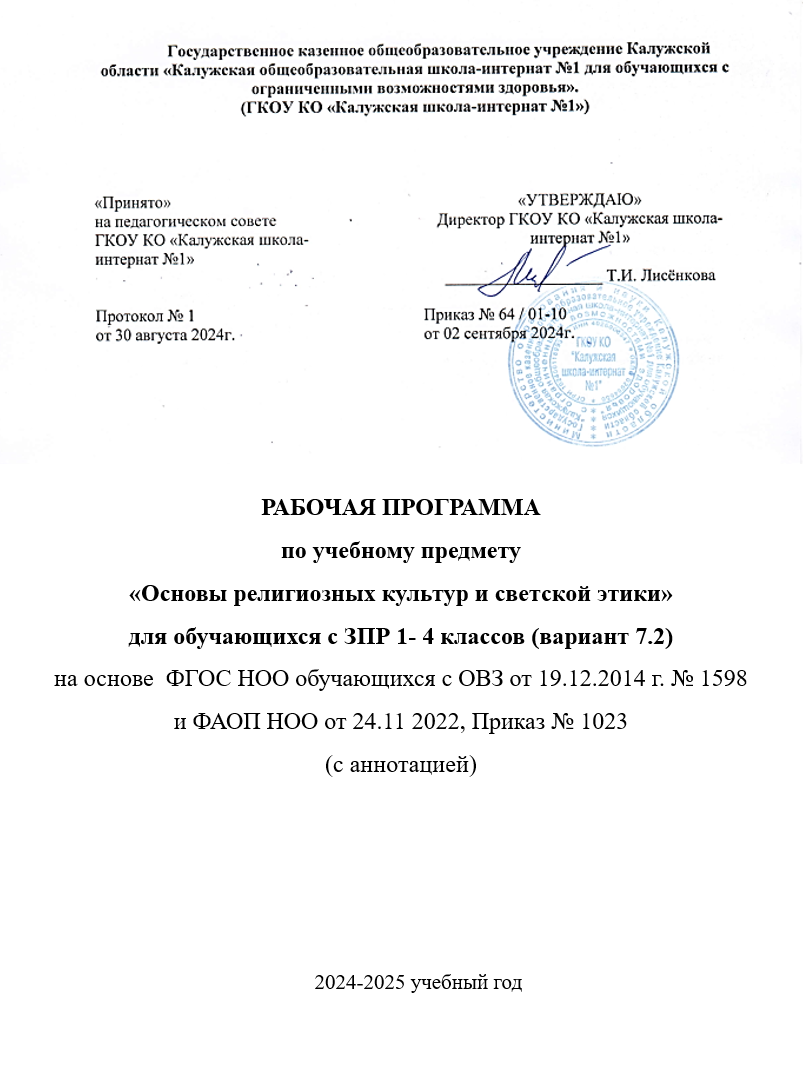 Государственное казенное общеобразовательное учреждение Калужской
области «Калужская общеобразовательная школа-интернат №1 для обучающихся с
ограниченными возможностями здоровья».
(ГКОУ КО «Калужская школа-интернат №1»)
«Принято»
на педагогическом совете
ГКОУ КО «Калужская школа-
интернат №1»
Протокол № 1
от 30 августа 2024г.
«УТВЕРЖДАЮ»
Директор ГКОУ КО «Калужская школа-
интернат №1»
Т.И. Лисёнкова
Приказ № 64 / 01-10
от 02 сентября 2024г.
ГКОУ КО
"Калужская
школа-интернат
№1"
РАБОЧАЯ ПРОГРАММА
по учебному предмету
«Основы религиозных культур и светской этики»
для обучающихся с ЗПР 1- 4 классов (вариант 7.2)
на основе  ФГОС НОО обучающихся с ОВЗ от 19.12.2014 г. № 1598
и ФАОП НОО от 24.11 2022, Приказ № 1023
(с аннотацией)
2024-2025 учебный год